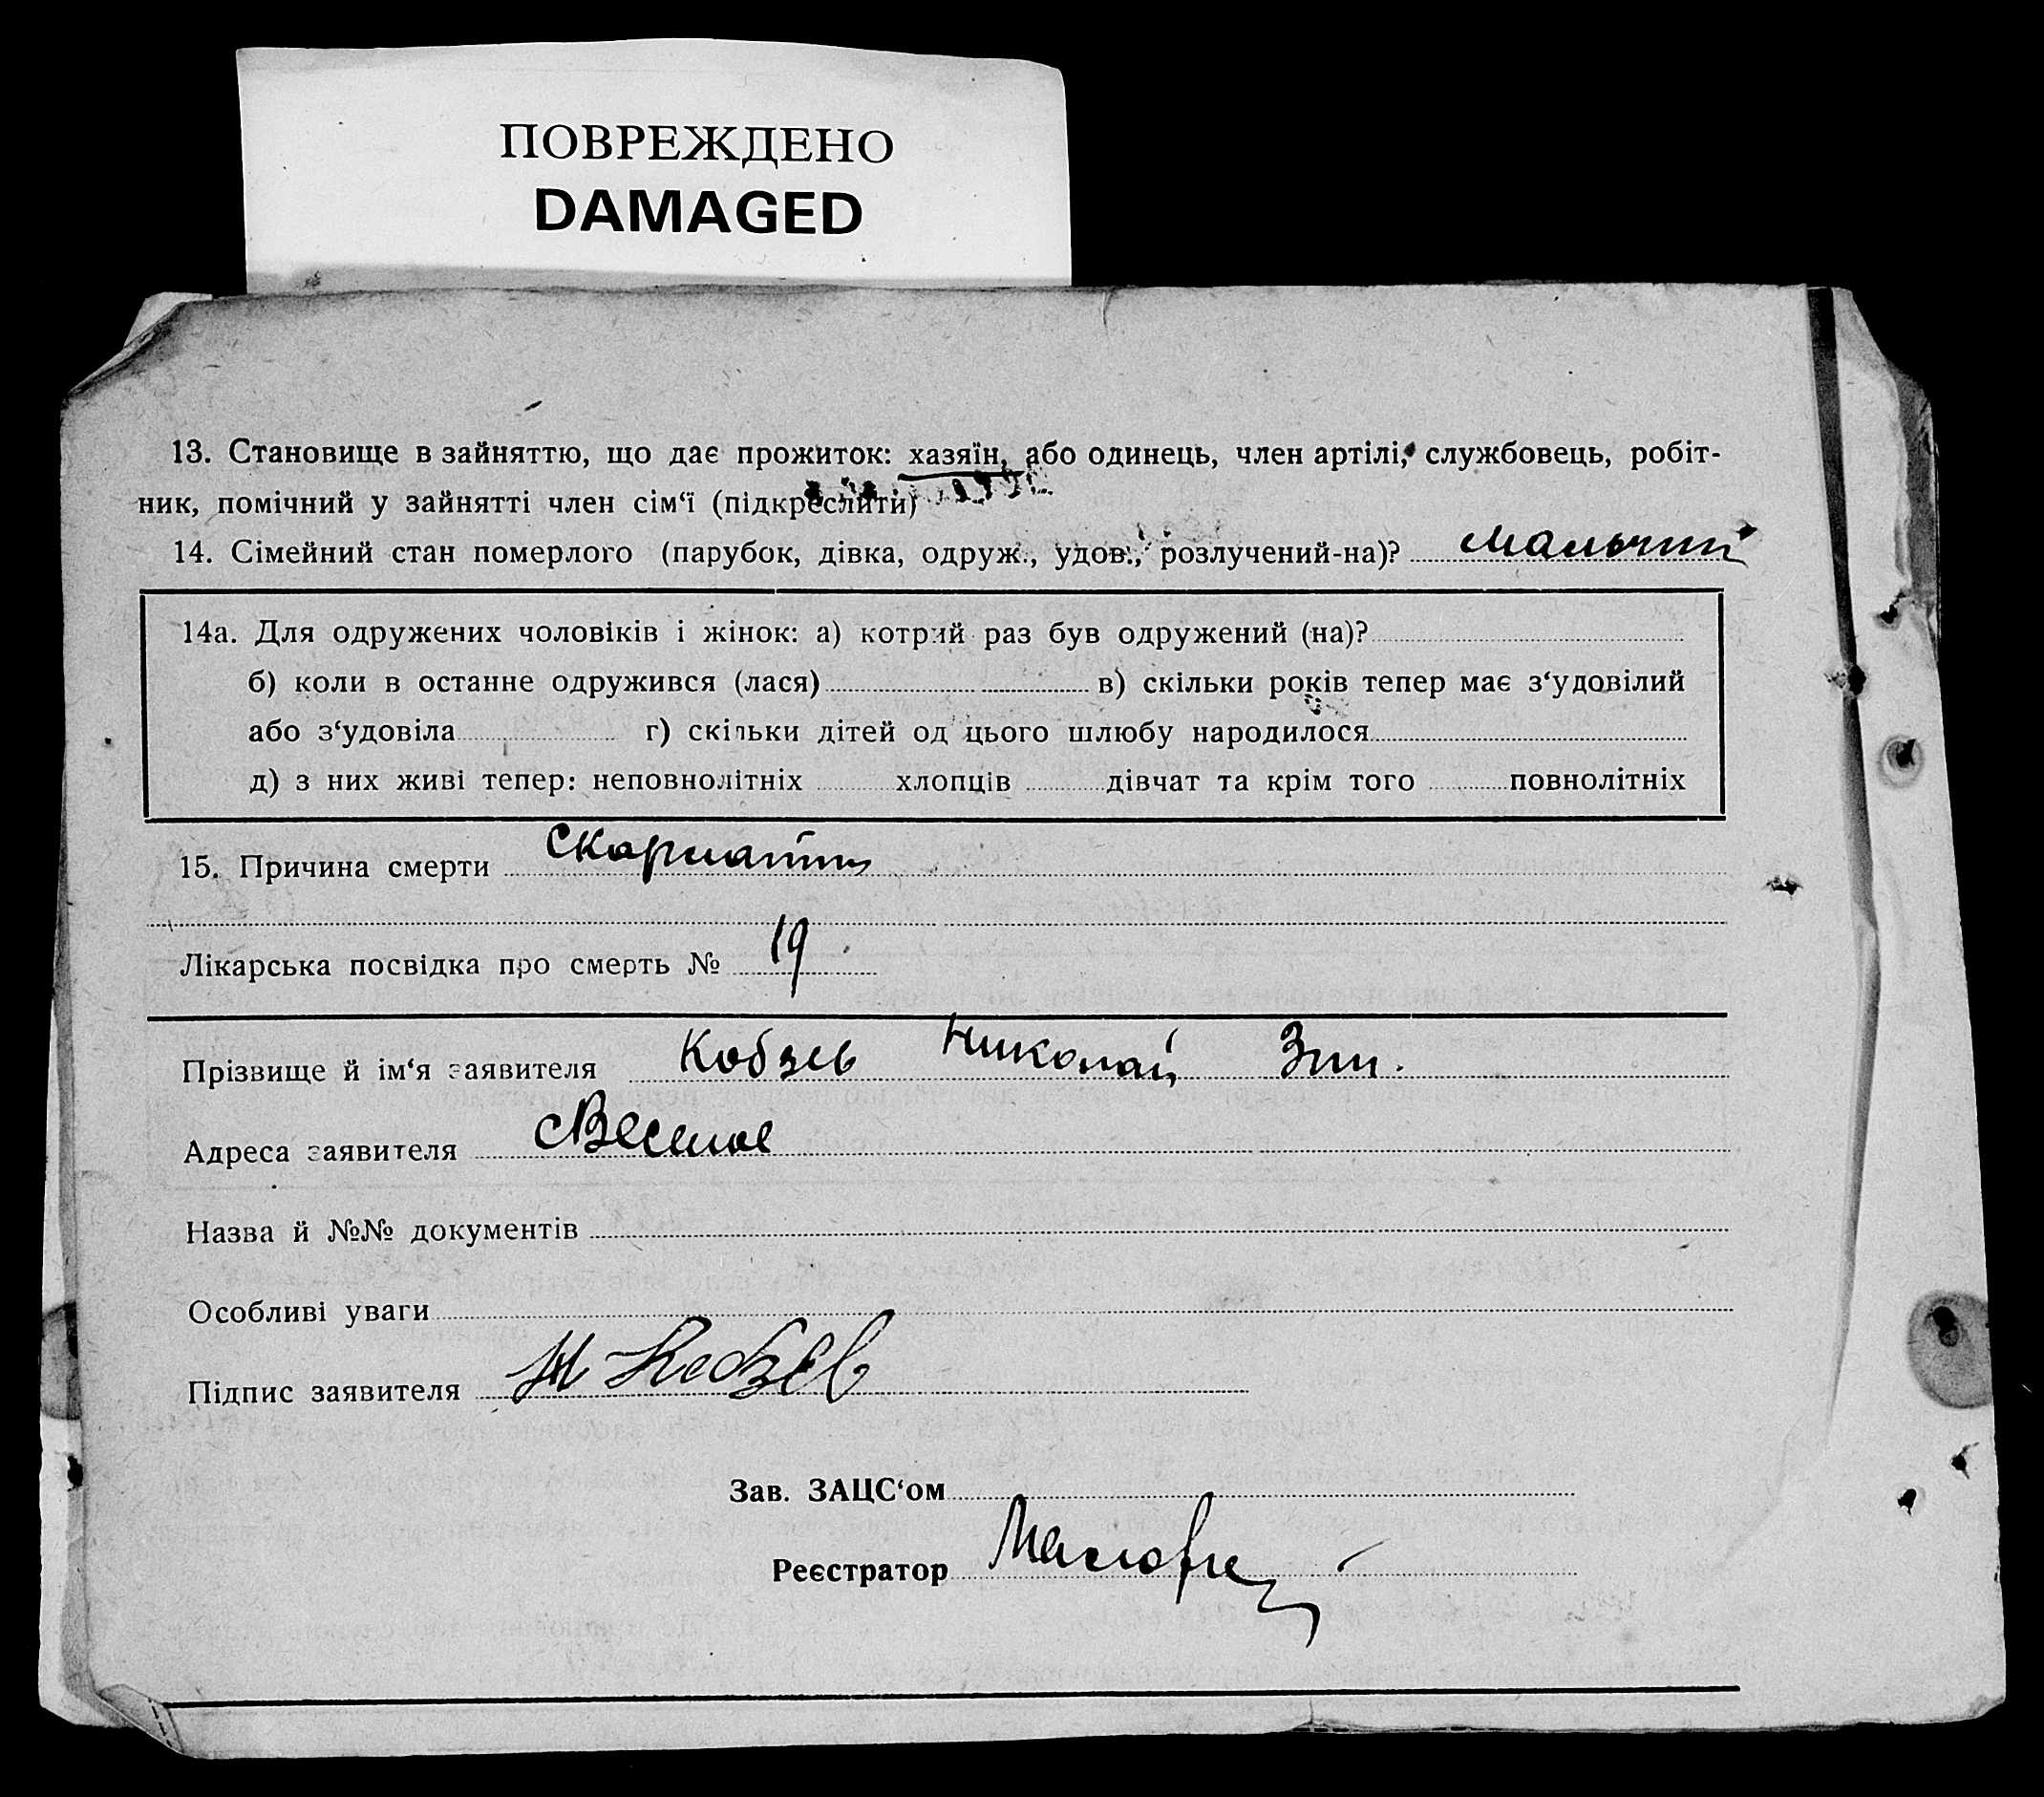 ПОВРЕЖДЕНО
DAMAGED
13. Становище в зайняттю, що дає прожиток: хазяїн, або одинець, член артілі, службовець, робіт-
ник, помічний у зайнятті член сім‘ї (підкреслити)
14. Сімейний стан померлого (парубок, дівка, одруж., удов., розлучений-на)?
14а. Для одружених чоловіків і жінок: а) котрий раз був одружений (на)?
б) коли в останне одружився (лася) в) скільки років тепер має з‘удовілий
або з‘удовіла г) скільки дітей од цього шлюбу народилося
д) з них живі тепер: неповнолітніх хлопців дівчат та крім того повнолітніх
15. Причина смерти Скарлатин
Лікарська посвідка про смерть № 19
Прізвище й ім‘я заявителя Кобзев Николай
Адреса заявителя с Веселое
Назва й №№ документів
Особливі уваги
Підпис заявителя Н Кобзев
Зав. ЗАЦС‘ом
Реєстратор